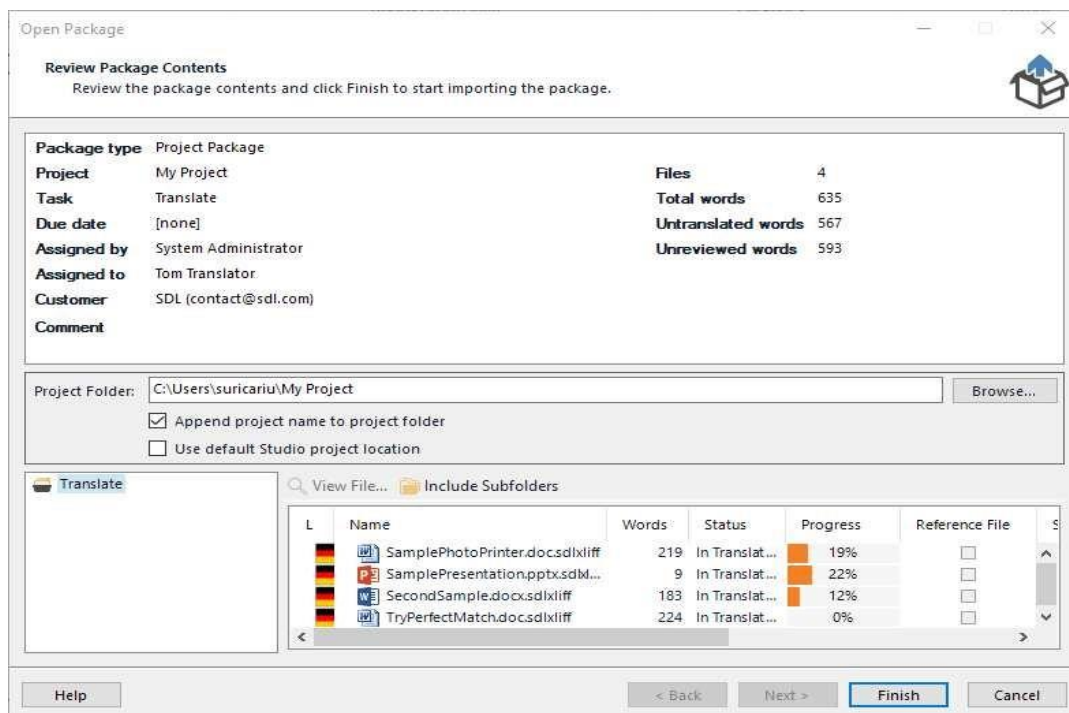 Open Package
Review Package Contents
Review the package contents and click Finish to start importing the package.
Package type Project Package
Project My Project
Files 4
Task Translate
Total words 635
Due date [none]
Untranslated words 567
Assigned by System Administrator
Unreviewed words 593
Assigned to Tom Translator
Customer SDL (contact@sdl.com)
Comment
Project Folder: C:\Users\suricariu\My Project Browse...
Append project name to project folder
Use default Studio project location
Translate
View File... Include Subfolders
L Name Words Status Progress Reference File S
SamplePhotoPrinter.doc.sdlxliff 219 In Translat... 19%
SamplePresentation.pptx.sdlxl... 9 In Translat... 22%
SecondSample.docx.sdlxliff 183 In Translat... 12%
TryPerfectMatch.doc.sdlxliff 224 In Translat... 0%
Help < Back Next > Finish Cancel